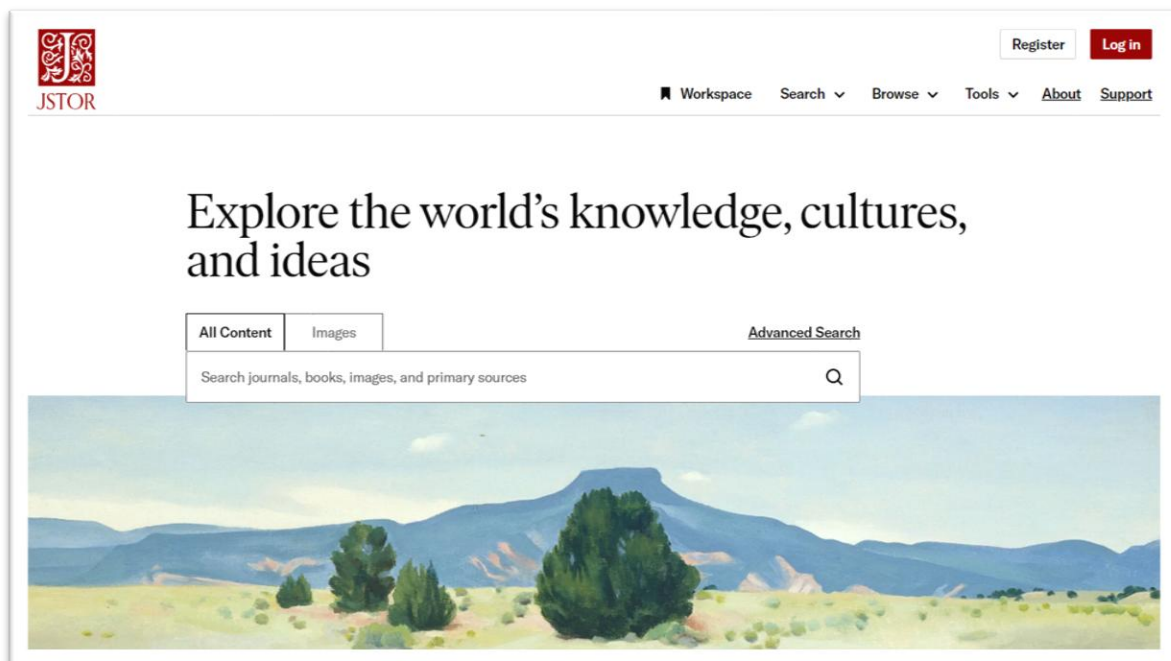 Register Log in
JSTOR
Workspace Search Browse Tools About Support
Explore the world's knowledge, cultures,
and ideas
All Content Images Advanced Search
Search journals, books, images, and primary sources